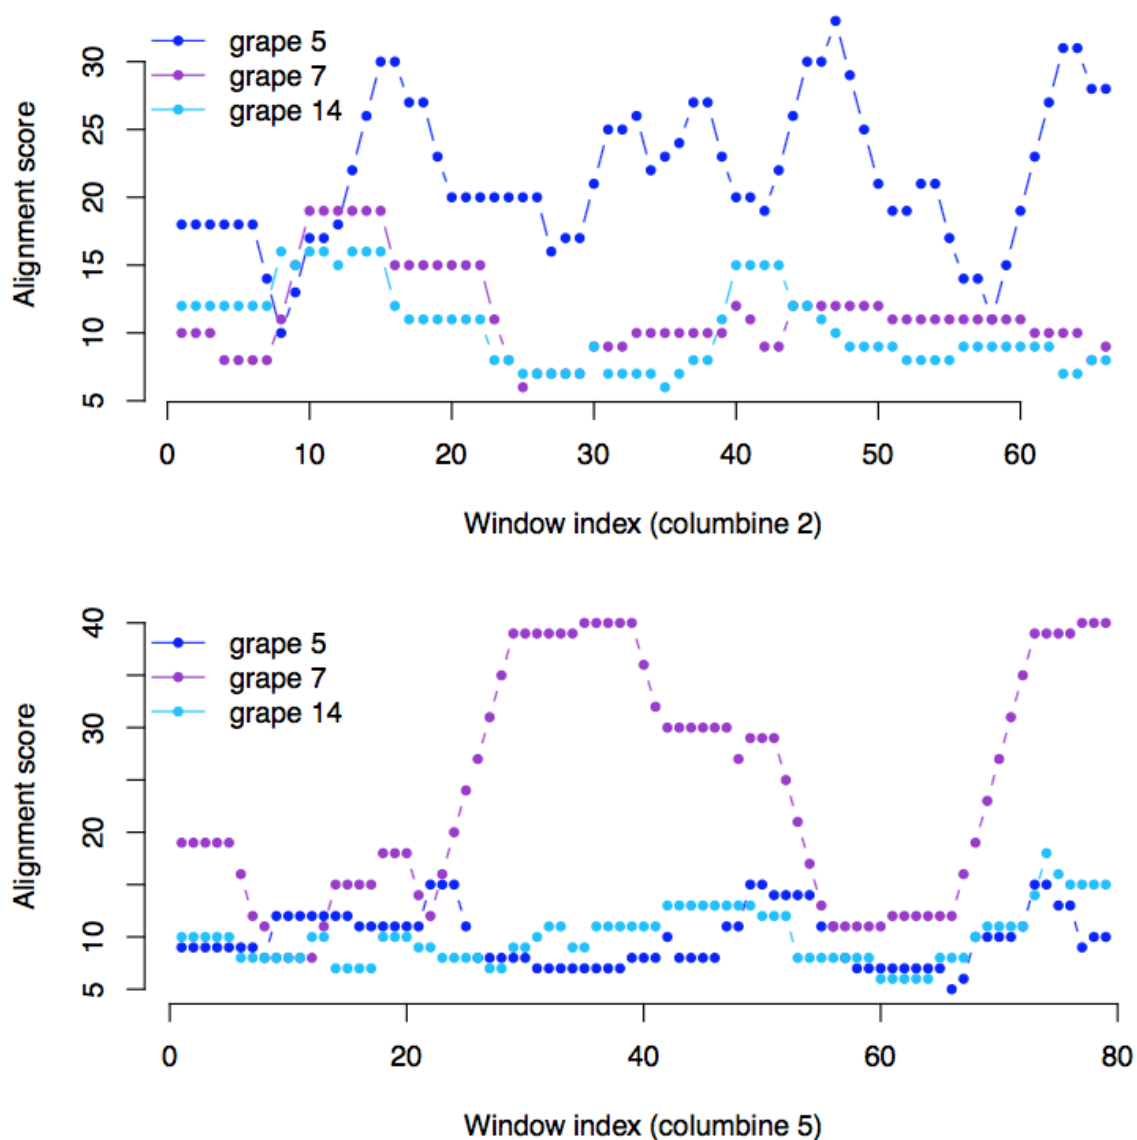 grape 5
grape 7
grape 14
Alignment score
30
25
20
15
10
5
0 10 20 30 40 50 60
Window index (columbine 2)
grape 5
grape 7
grape 14
Alignment score
40
30
20
10
5
0 20 40 60 80
Window index (columbine 5)